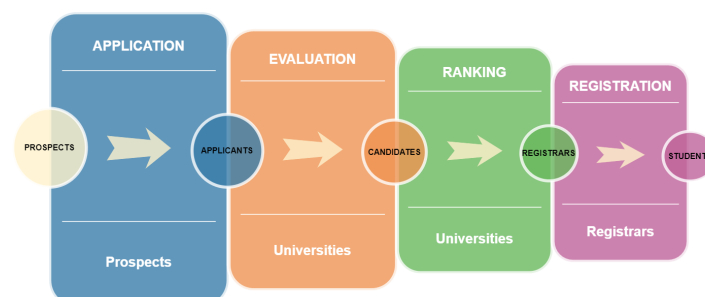 APPLICATION
EVALUATION
RANKING
REGISTRATION
PROSPECTS
APPLICANTS
CANDIDATES
REGISTRARS
STUDENT
Prospects
Universities
Universities
Registrars